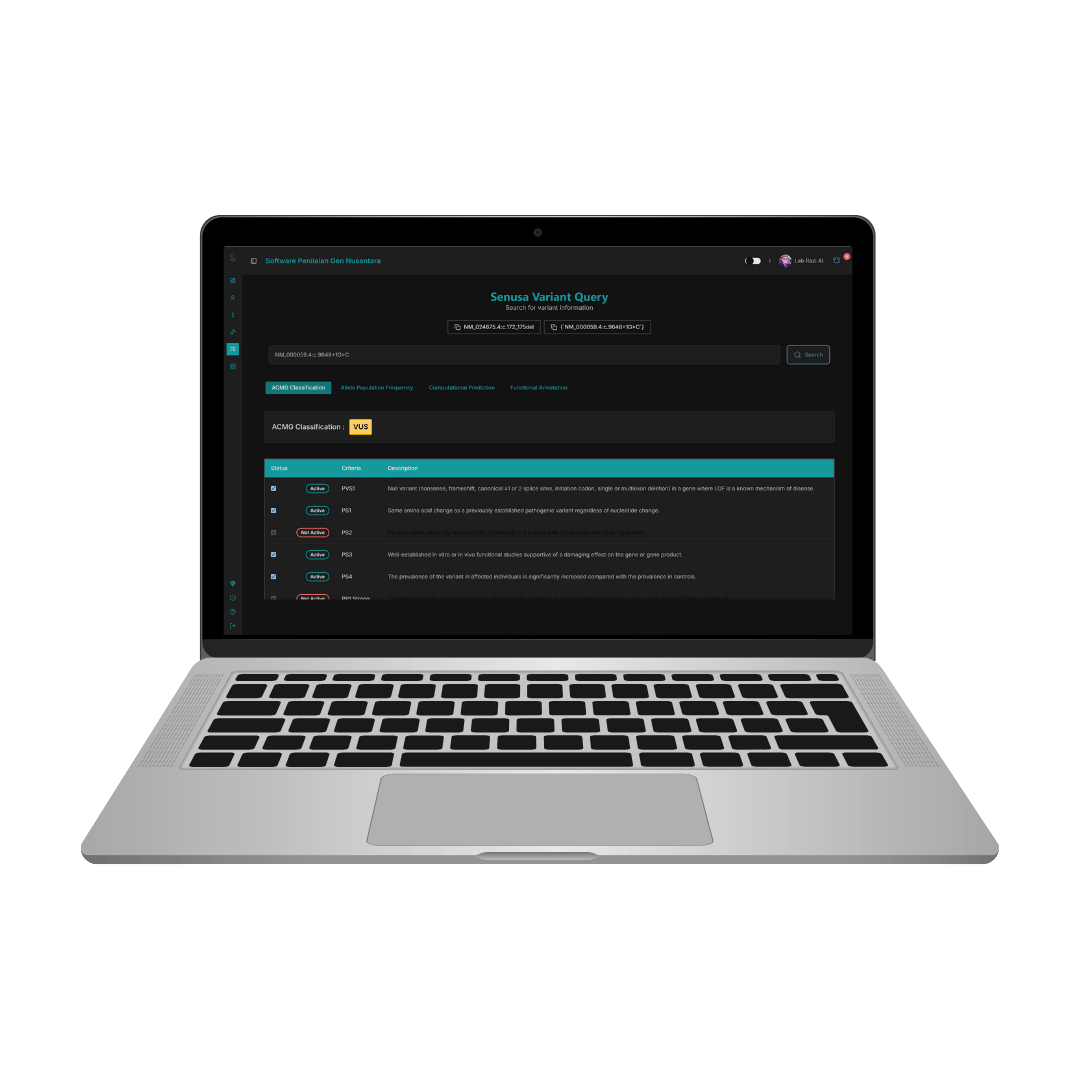 Software Penilaian Gen Nusantara
Lab Razi AI
Senusa Variant Query
Search for variant information
NM_024675.4:c.172_175del
('NM_000059.4:c.9648+1G>C')
NM_000059.4:c.9648+1G>C
Search
ACMG Classification
Allele Population Frequency
Computational Prediction
Functional Annotation
ACMG Classification : VUS
Status Criteria Description
Active PVS1 Null variant (nonsense, frameshift, canonical ±1 or 2 splice sites, initiation codon, single or multiexon deletion) in a gene where LOF is a known mechanism of disease.
Active PS1 Same amino acid change as a previously established pathogenic variant regardless of nucleotide change.
Not Active PS2
Active PS3 Well-established in vitro or in vivo functional studies supportive of a damaging effect on the gene or gene product.
Active PS4 The prevalence of the variant in affected individuals is significantly increased compared with the prevalence in controls.
Not Active PP1 Strong